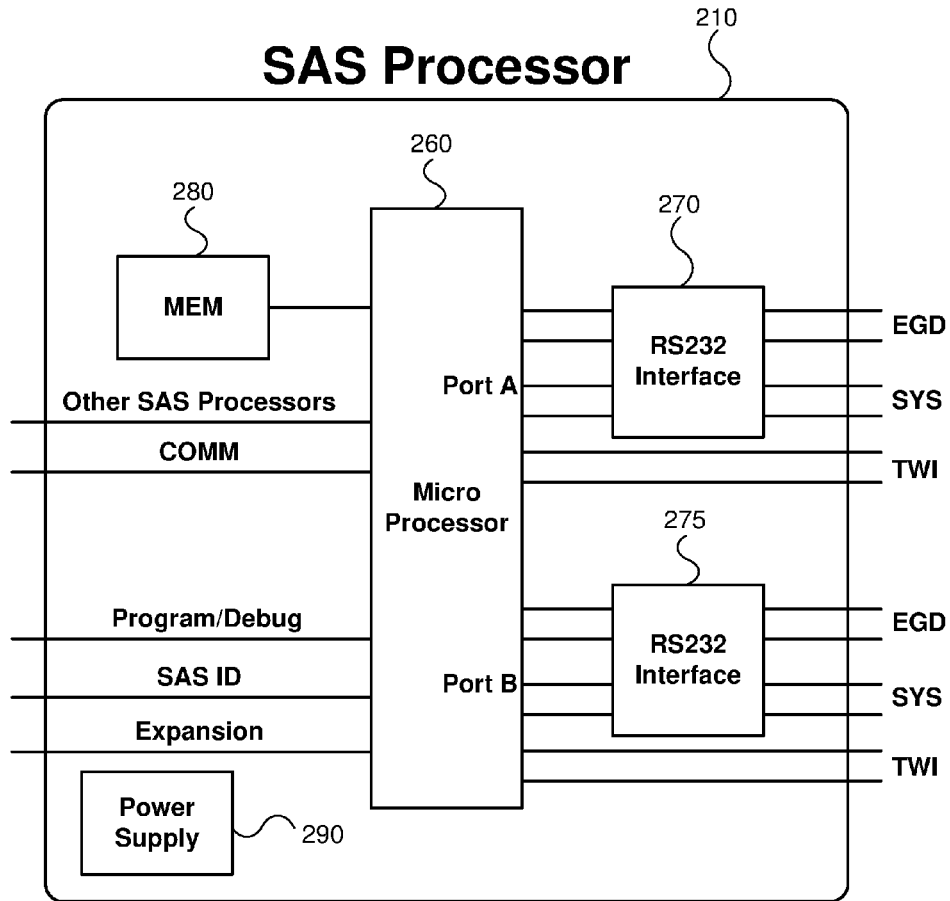 210
SAS Processor
260
280
270
MEM
EGD
RS232
Interface
Port A
Other SAS Processors
SYS
COMM
TWI
Micro
Processor
275
Program/Debug
EGD
RS232
Interface
SAS ID
Port B
SYS
Expansion
TWI
Power
Supply
290